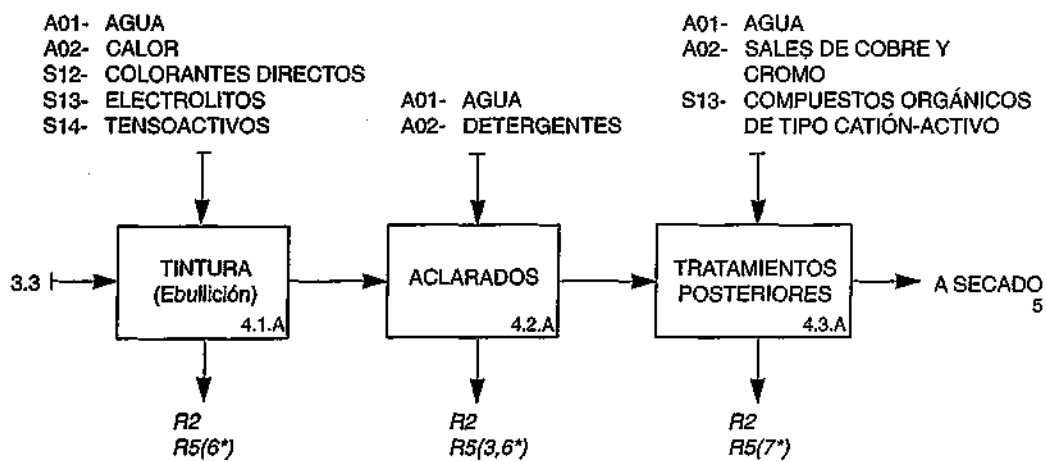 A01- AGUA
A02- CALOR
S12- COLORANTES DIRECTOS
S13- ELECTROLITOS
S14- TENSOACTIVOS
A01- AGUA
A02- DETERGENTES
A01- AGUA
A02- SALES DE COBRE Y
CROMO
S13- COMPUESTOS ORGÁNICOS
DE TIPO CATIÓN-ACTIVO
3.3
TINTURA
(Ebullición)
4.1.A
ACLARADOS
4.2.A
TRATAMIENTOS
POSTERIORES
4.3.A
A SECADO
5
R2
R5(6*)
R2
R5(3,6*)
R2
R5(7*)